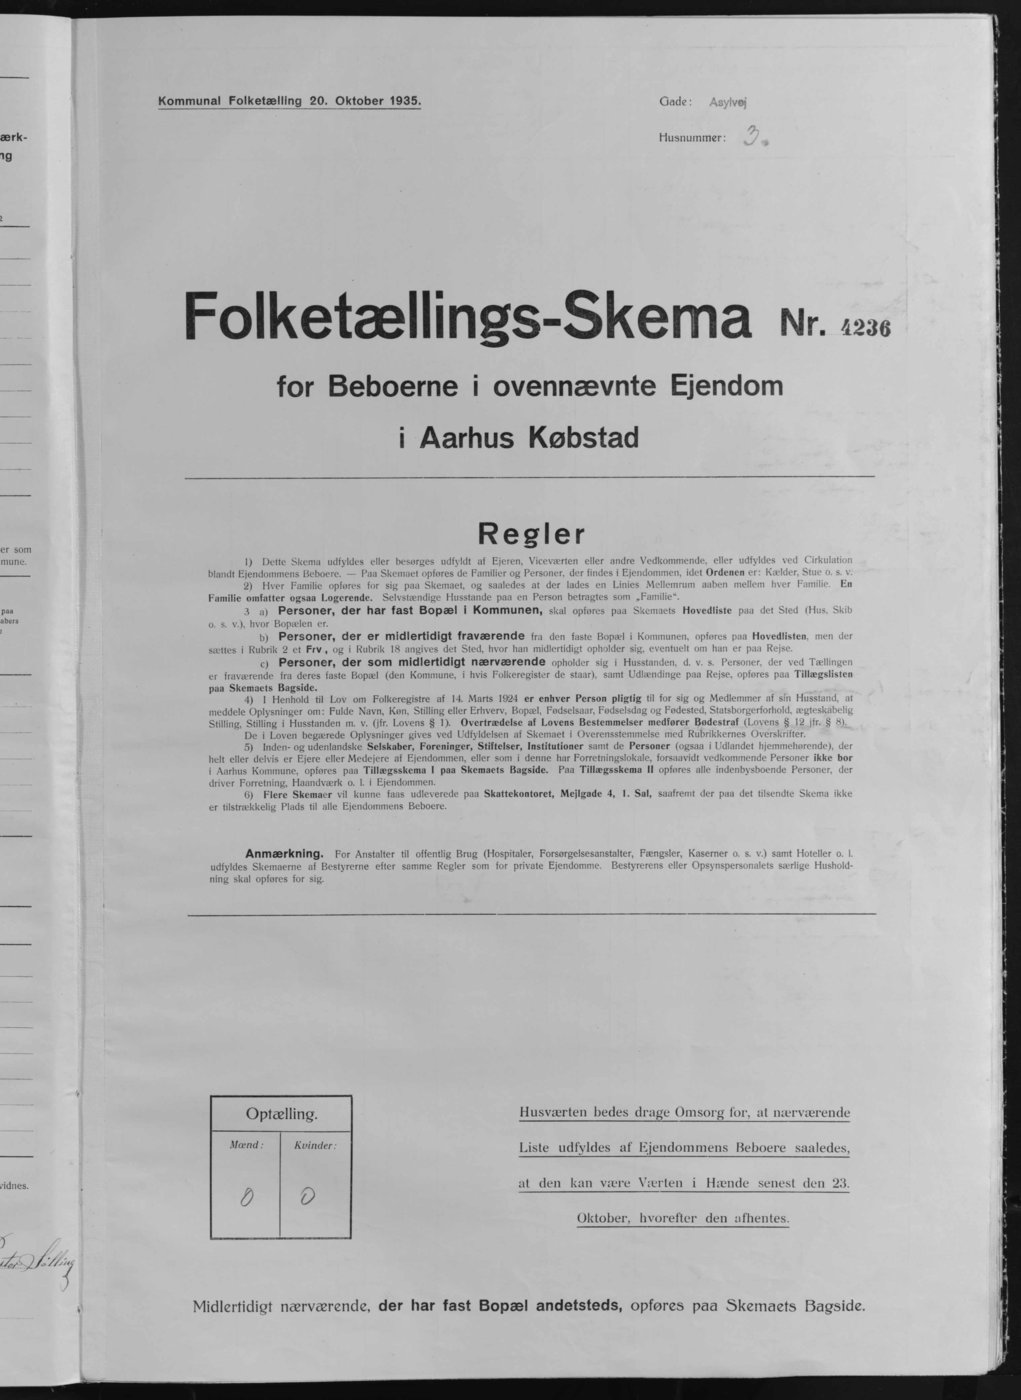 Kommunal Folketælling 20. Oktober 1935.
Gade: Asylvej
Husnummer: 3.
Folketællings-Skema Nr. 4236
for Beboerne i ovennævnte Ejendom
i Aarhus Købstad
Regler
1) Dette Skema udfyldes eller besørges udfyldt af Ejeren, Viceværten eller andre Vedkommende, eller udfyldes ved Cirkulation
blandt Ejendommens Beboere. — Paa Skemaet opføres de Familier og Personer, der findes i Ejendommen, idet Ordenen er: Kælder, Stue o. s. v.
2) Hver Familie opføres for sig paa Skemaet, og saaledes at der lades en Linies Mellemrum aaben mellem hver Familie. En
Familie omfatter ogsaa Logerende. Selvstændige Husstande paa en Person betragtes som „Familie“.
3 a) Personer, der har fast Bopæl i Kommunen, skal opføres paa Skemaets Hovedliste paa det Sted (Hus, Skib
o. s. v.), hvor Bopælen er.
b) Personer, der er midlertidigt fraværende fra den faste Bopæl i Kommunen, opføres paa Hovedlisten, men der
sættes i Rubrik 2 et Frv., og i Rubrik 18 angives det Sted, hvor han midlertidigt opholder sig, eventuelt om han er paa Rejse.
c) Personer, der som midlertidigt nærværende opholder sig i Husstanden, d. v. s. Personer, der ved Tællingen
er fraværende fra deres faste Bopæl (den Kommune, i hvis Folkeregister de staar), samt Udlændinge paa Rejse, opføres paa Tillægslisten
paa Skemaets Bagside.
4) I Henhold til Lov om Folkeregistre af 14. Marts 1924 er enhver Person pligtig til for sig og Medlemmer af sin Husstand, at
meddele Oplysninger om: Fulde Navn, Køn, Stilling eller Erhverv, Bopæl, Fødselsaar, Fødselsdag og Fødested, Statsborgerforhold, ægteskabelig
Stilling, Stilling i Husstanden m. v. (jfr. Lovens § 1). Overtrædelse af Lovens Bestemmelser medfører Bødestraf (Lovens § 12 jfr. § 8).
De i Loven begærede Oplysninger gives ved Udfyldelsen af Skemaet i Overensstemmelse med Rubrikkernes Overskrifter.
5) Inden- og udenlandske Selskaber, Foreninger, Stiftelser, Institutioner samt de Personer (ogsaa i Udlandet hjemmehørende), der
helt eller delvis er Ejere eller Medejere af Ejendommen, eller som i denne har Forretningslokale, forsaavidt vedkommende Personer ikke bor
i Aarhus Kommune, opføres paa Tillægsskema I paa Skemaets Bagside. Paa Tillægsskema II opføres alle indenbysboende Personer, der
driver Forretning, Haandværk o. l. i Ejendommen.
6) Flere Skemaer vil kunne faas udleverede paa Skattekontoret, Mejlgade 4, 1. Sal, saafremt der paa det tilsendte Skema ikke
er tilstrækkelig Plads til alle Ejendommens Beboere.
Anmærkning. For Anstalter til offentlig Brug (Hospitaler, Forsørgelsesanstalter, Fængsler, Kaserner o. s. v.) samt Hoteller o. l.
udfyldes Skemaerne af Bestyrerne efter samme Regler som for private Ejendomme. Bestyrerens eller Opsynspersonalets særlige Hushold-
ning skal opføres for sig.
Optælling.
Mænd: Kvinder:
0 0
Husværten bedes drage Omsorg for, at nærværende
Liste udfyldes af Ejendommens Beboere saaledes,
at den kan være Værten i Hænde senest den 23.
Oktober, hvorefter den afhentes.
Midlertidigt nærværende, der har fast Bopæl andetsteds, opføres paa Skemaets Bagside.
ærk-
ng
er som
mune.
paa
vidnes.